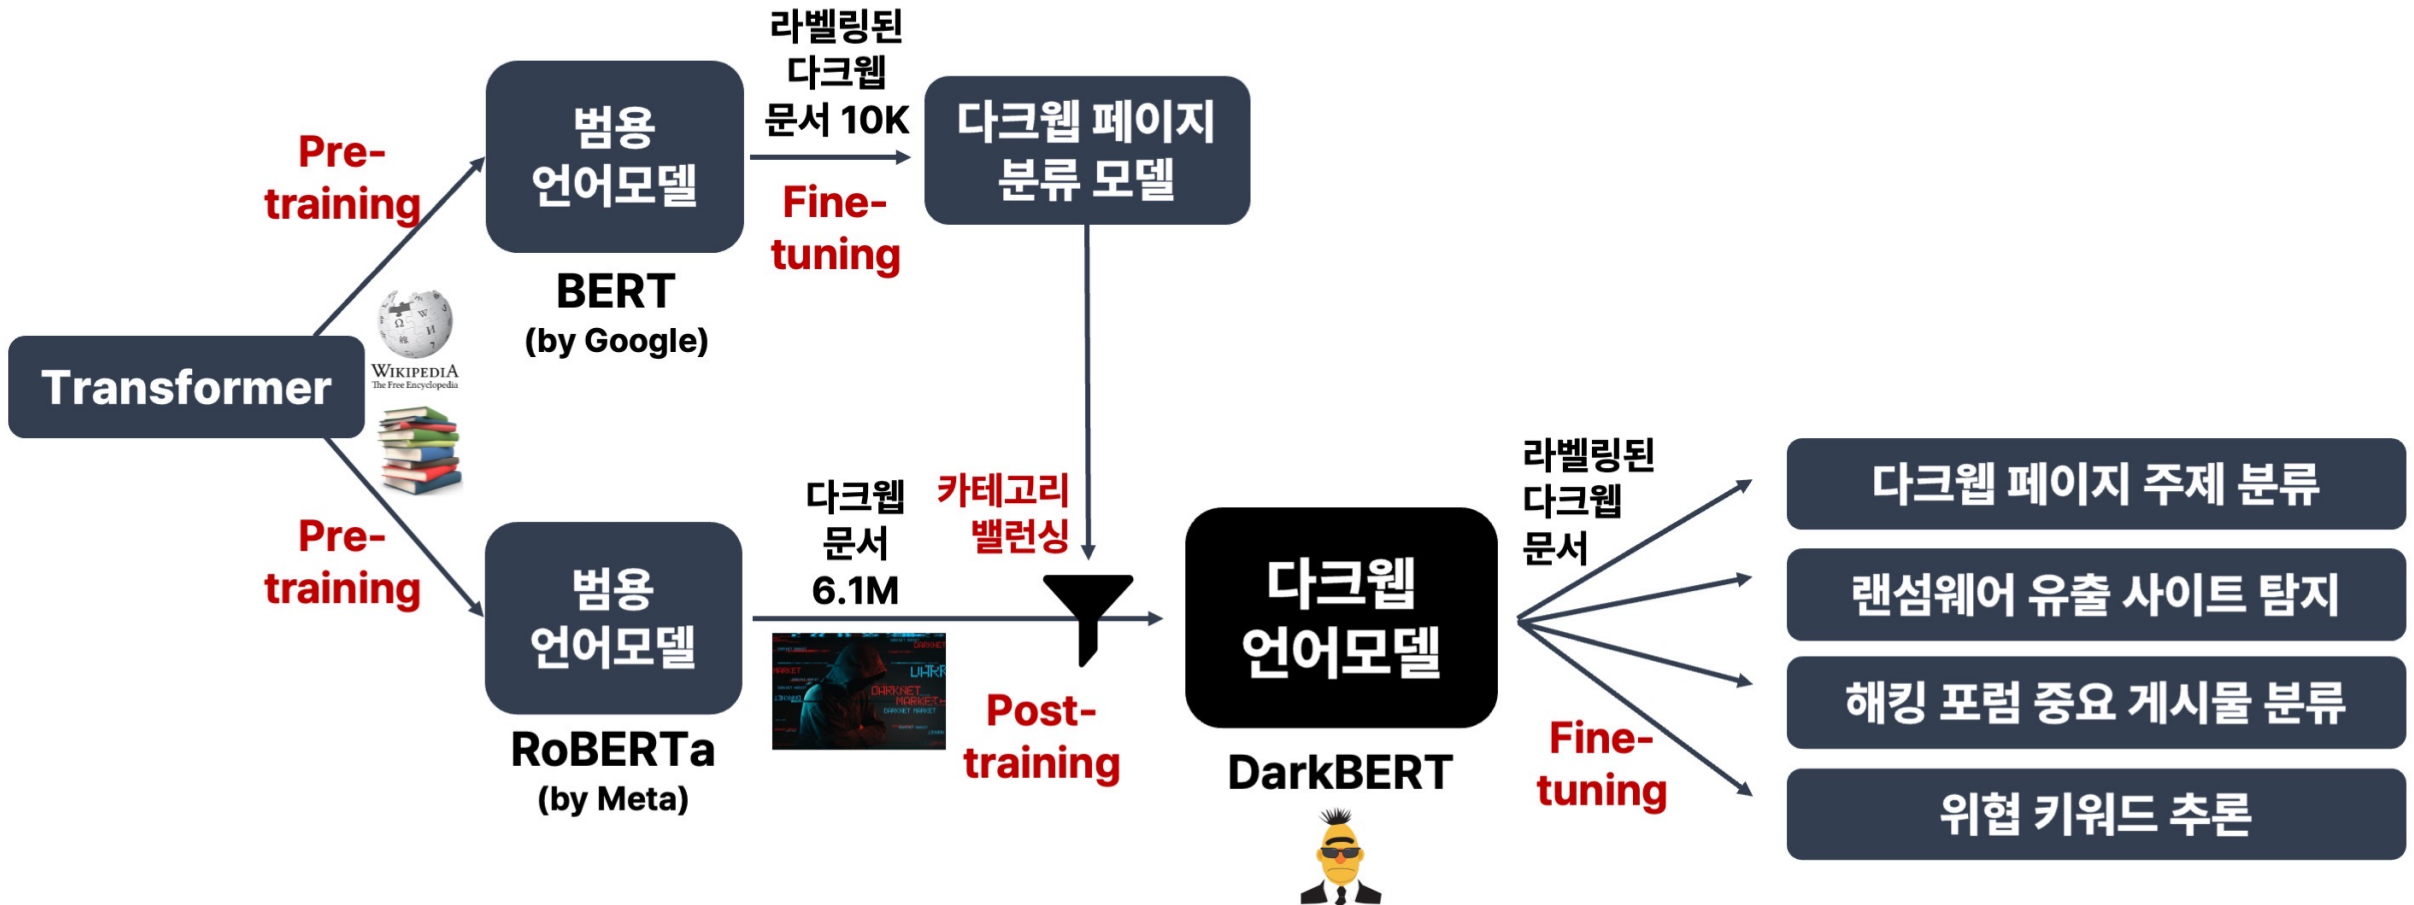 Transformer
Pre-
training
WIKIPEDIA
The Free Encyclopedia
Pre-
training
범용
언어모델
BERT
(by Google)
라벨링된
다크웹
문서 10K
Fine-
tuning
다크웹 페이지
분류 모델
범용
언어모델
RoBERTa
(by Meta)
다크웹
문서
6.1M
카테고리
밸런싱
DARKNET
MARKET
DARKNET MARKET
Post-
training
다크웹
언어모델
DarkBERT
라벨링된
다크웹
문서
Fine-
tuning
다크웹 페이지 주제 분류
랜섬웨어 유출 사이트 탐지
해킹 포럼 중요 게시물 분류
위협 키워드 추론